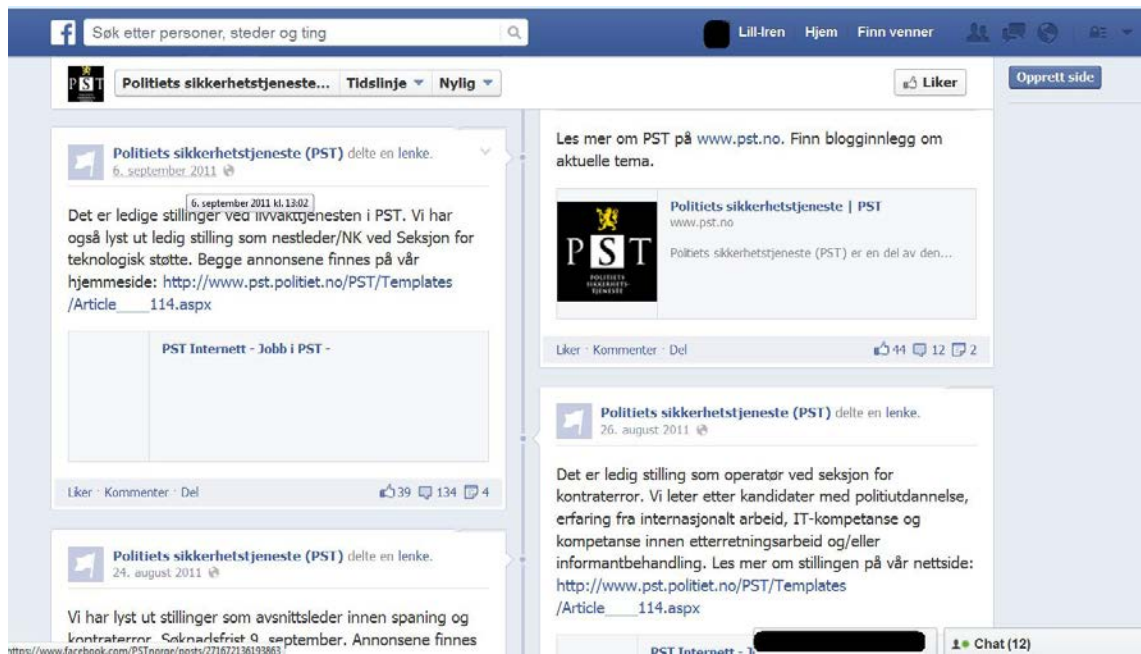 Søk etter personer, steder og ting
Lill-Iren Hjem Finn venner
PST Politiets sikkerhetstjeneste... Tidslinje Nylig
Liker
Opprett side
Politiets sikkerhetstjeneste (PST) delte en lenke.
6. september 2011
6. september 2011 kl. 13:02
Det er ledige stillinger ved livvakttjenesten i PST. Vi har
også lyst ut ledig stilling som nestleder/NK ved Seksjon for
teknologisk støtte. Begge annonsene finnes på vår
hjemmeside: http://www.pst.politiet.no/PST/Templates
/Article____114.aspx
PST Internett - Jobb i PST -
Liker · Kommenter · Del 39 134 4
Politiets sikkerhetstjeneste (PST) delte en lenke.
24. august 2011
Vi har lyst ut stillinger som avsnittsleder innen spaning og
kontraterror. Søknadsfrist 9. september. Annonsene finnes
https://www.facebook.com/PSTnorge/posts/271672136193863
Les mer om PST på www.pst.no. Finn blogginnlegg om
aktuelle tema.
PST
POLITIETS
SIKKERHETS-
TJENESTE
Politiets sikkerhetstjeneste | PST
www.pst.no
Politiets sikkerhetstjeneste (PST) er en del av den...
Liker · Kommenter · Del 44 12 2
Politiets sikkerhetstjeneste (PST) delte en lenke.
26. august 2011
Det er ledig stilling som operatør ved seksjon for
kontraterror. Vi leter etter kandidater med politiutdannelse,
erfaring fra internasjonalt arbeid, IT-kompetanse og
kompetanse innen etterretningsarbeid og/eller
informantbehandling. Les mer om stillingen på vår nettside:
http://www.pst.politiet.no/PST/Templates
/Article____114.aspx
PST Internett - J
Chat (12)